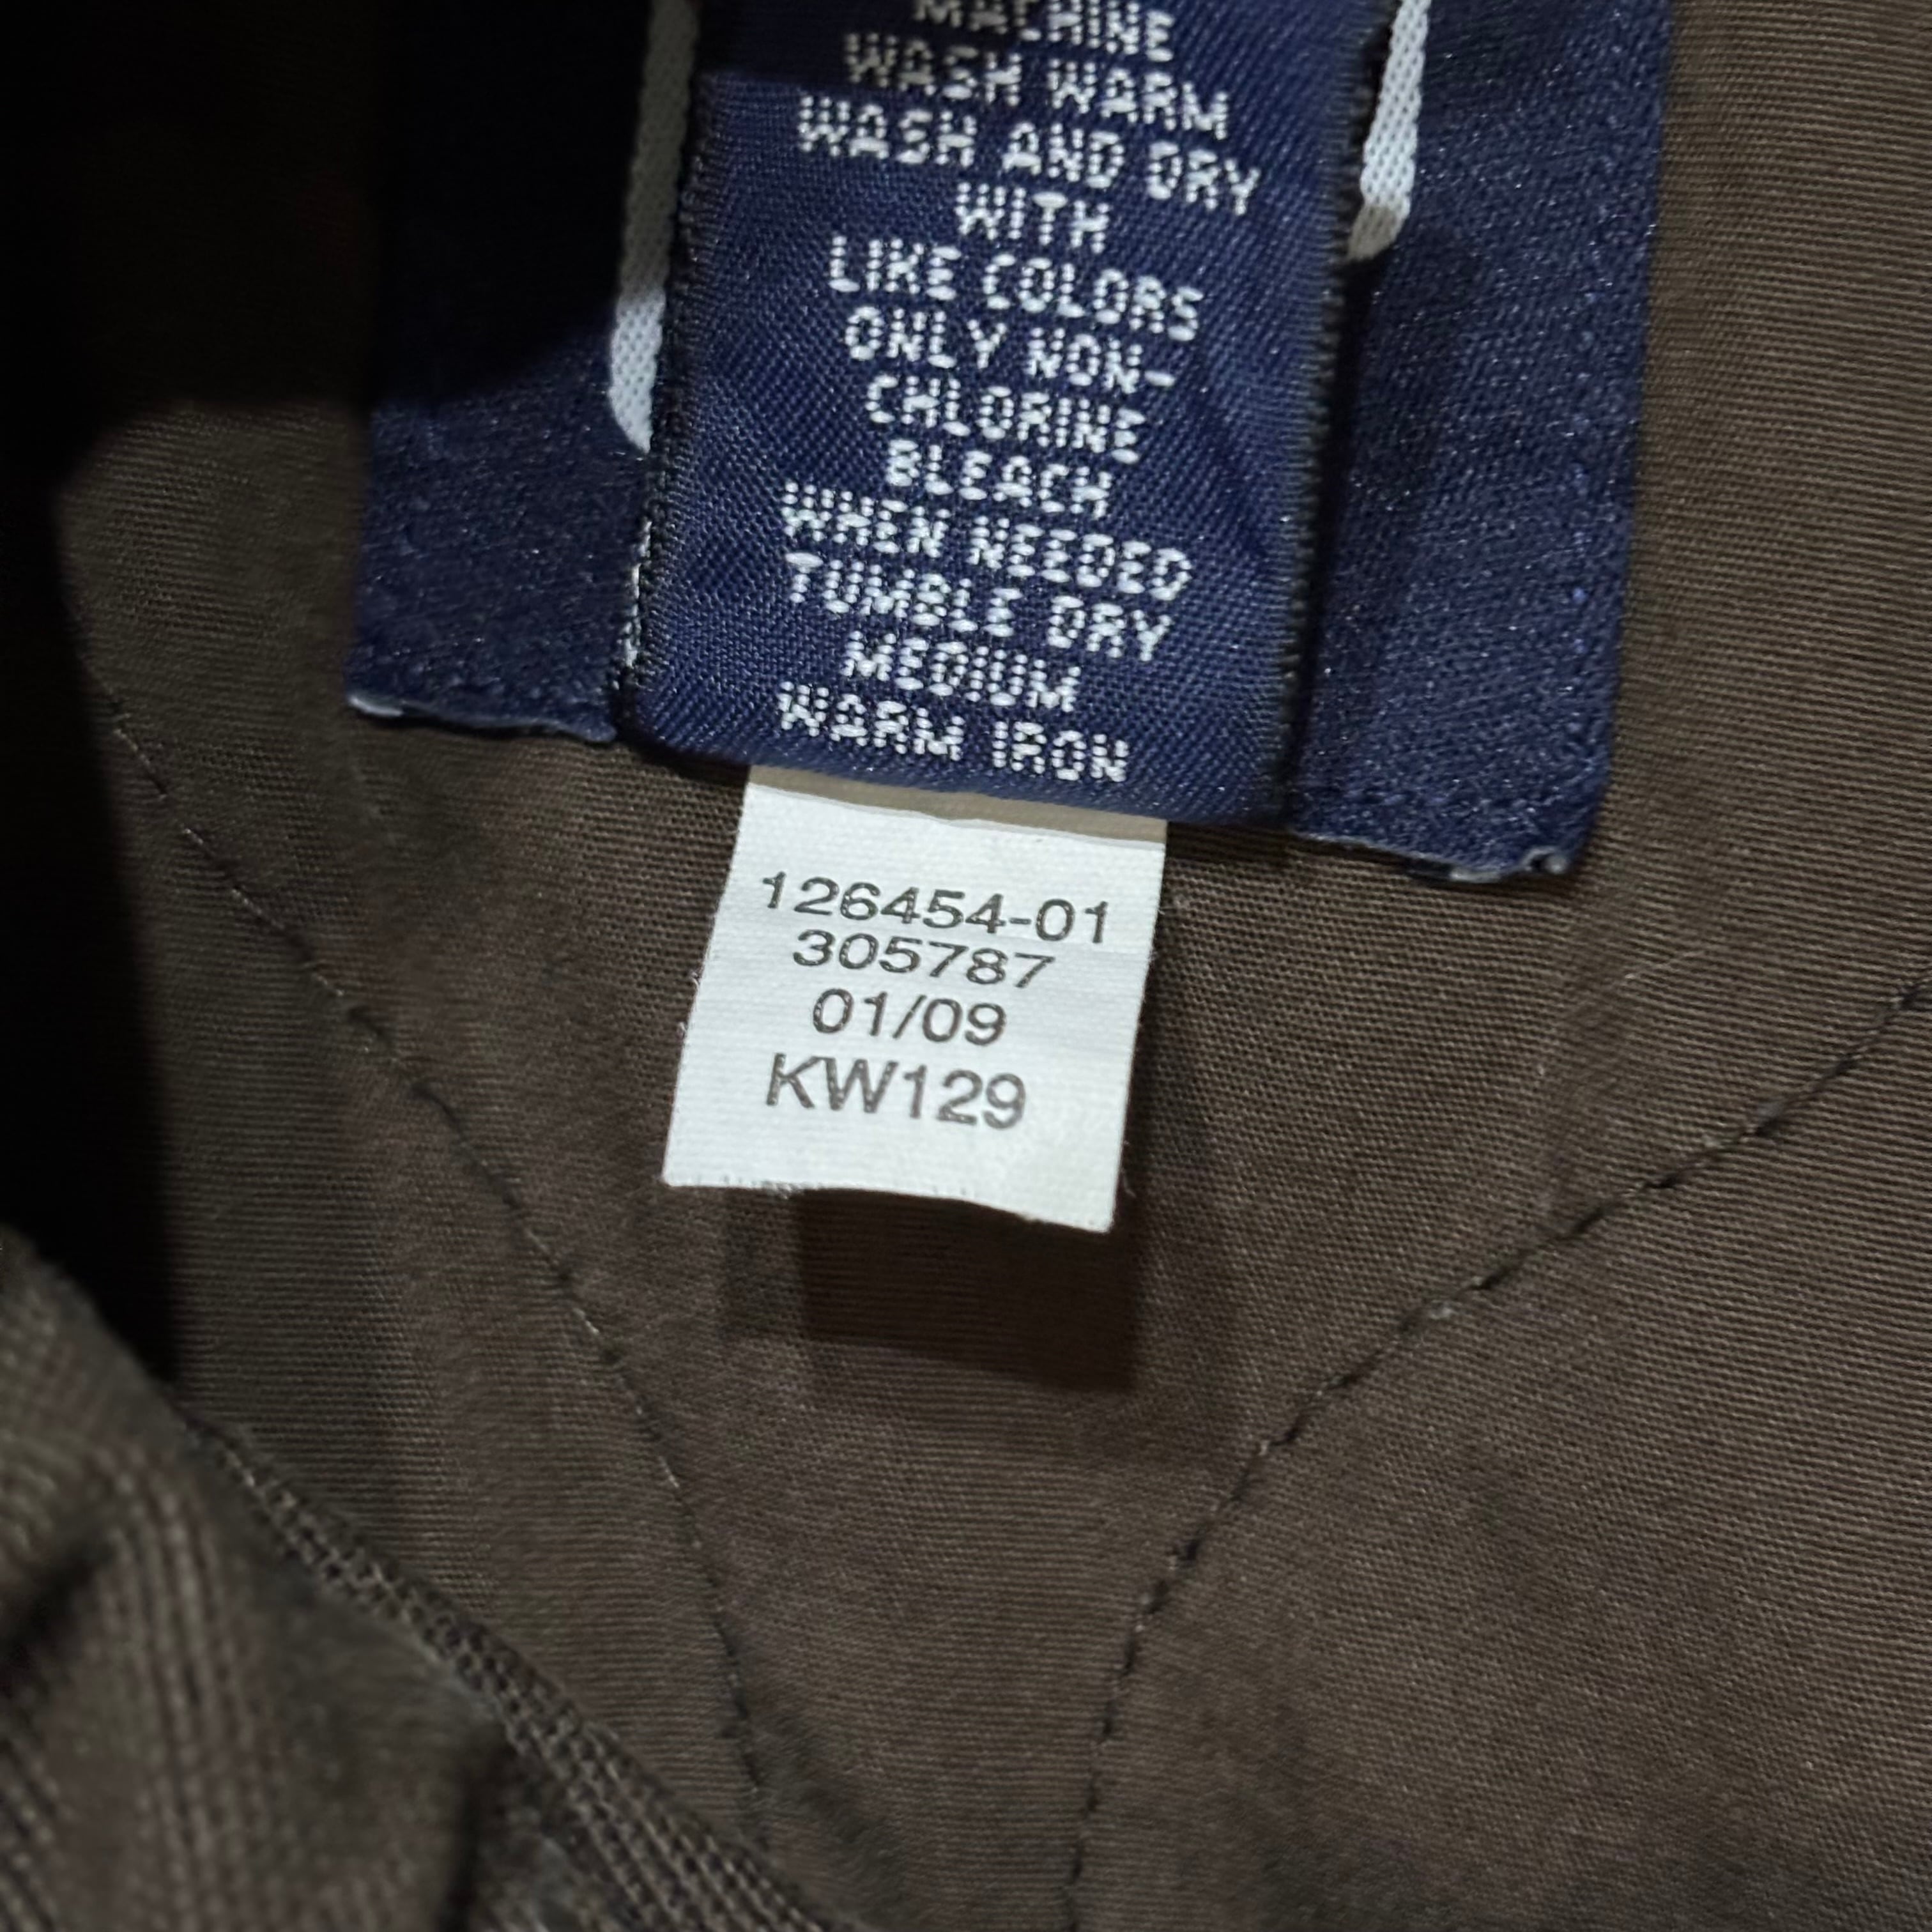 MACHINE
WASH WARM
WASH AND DRY
WITH
LIKE COLORS
ONLY NON-
CHLORINE
BLEACH
WHEN NEEDED
TUMBLE DRY
MEDIUM
WARM IRON
126454-01
305787
01/09
KW129